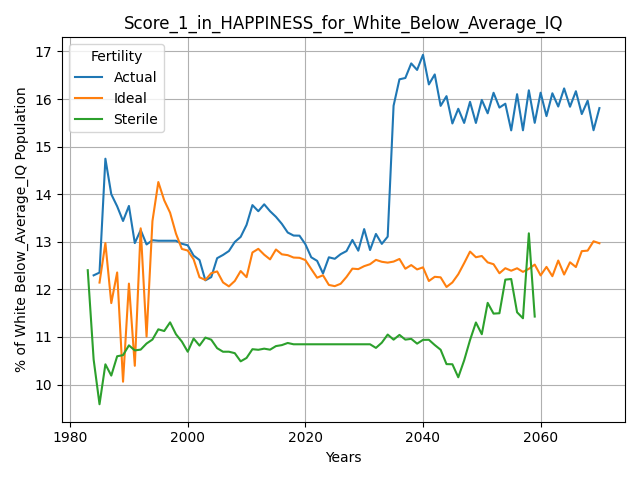 Score_1_in_HAPPINESS_for_White_Below_Average_IQ
% of White Below_Average_IQ Population
17
16
15
14
13
12
11
10
Fertility
Actual
Ideal
Sterile
1980
2000
2020
2040
2060
Years